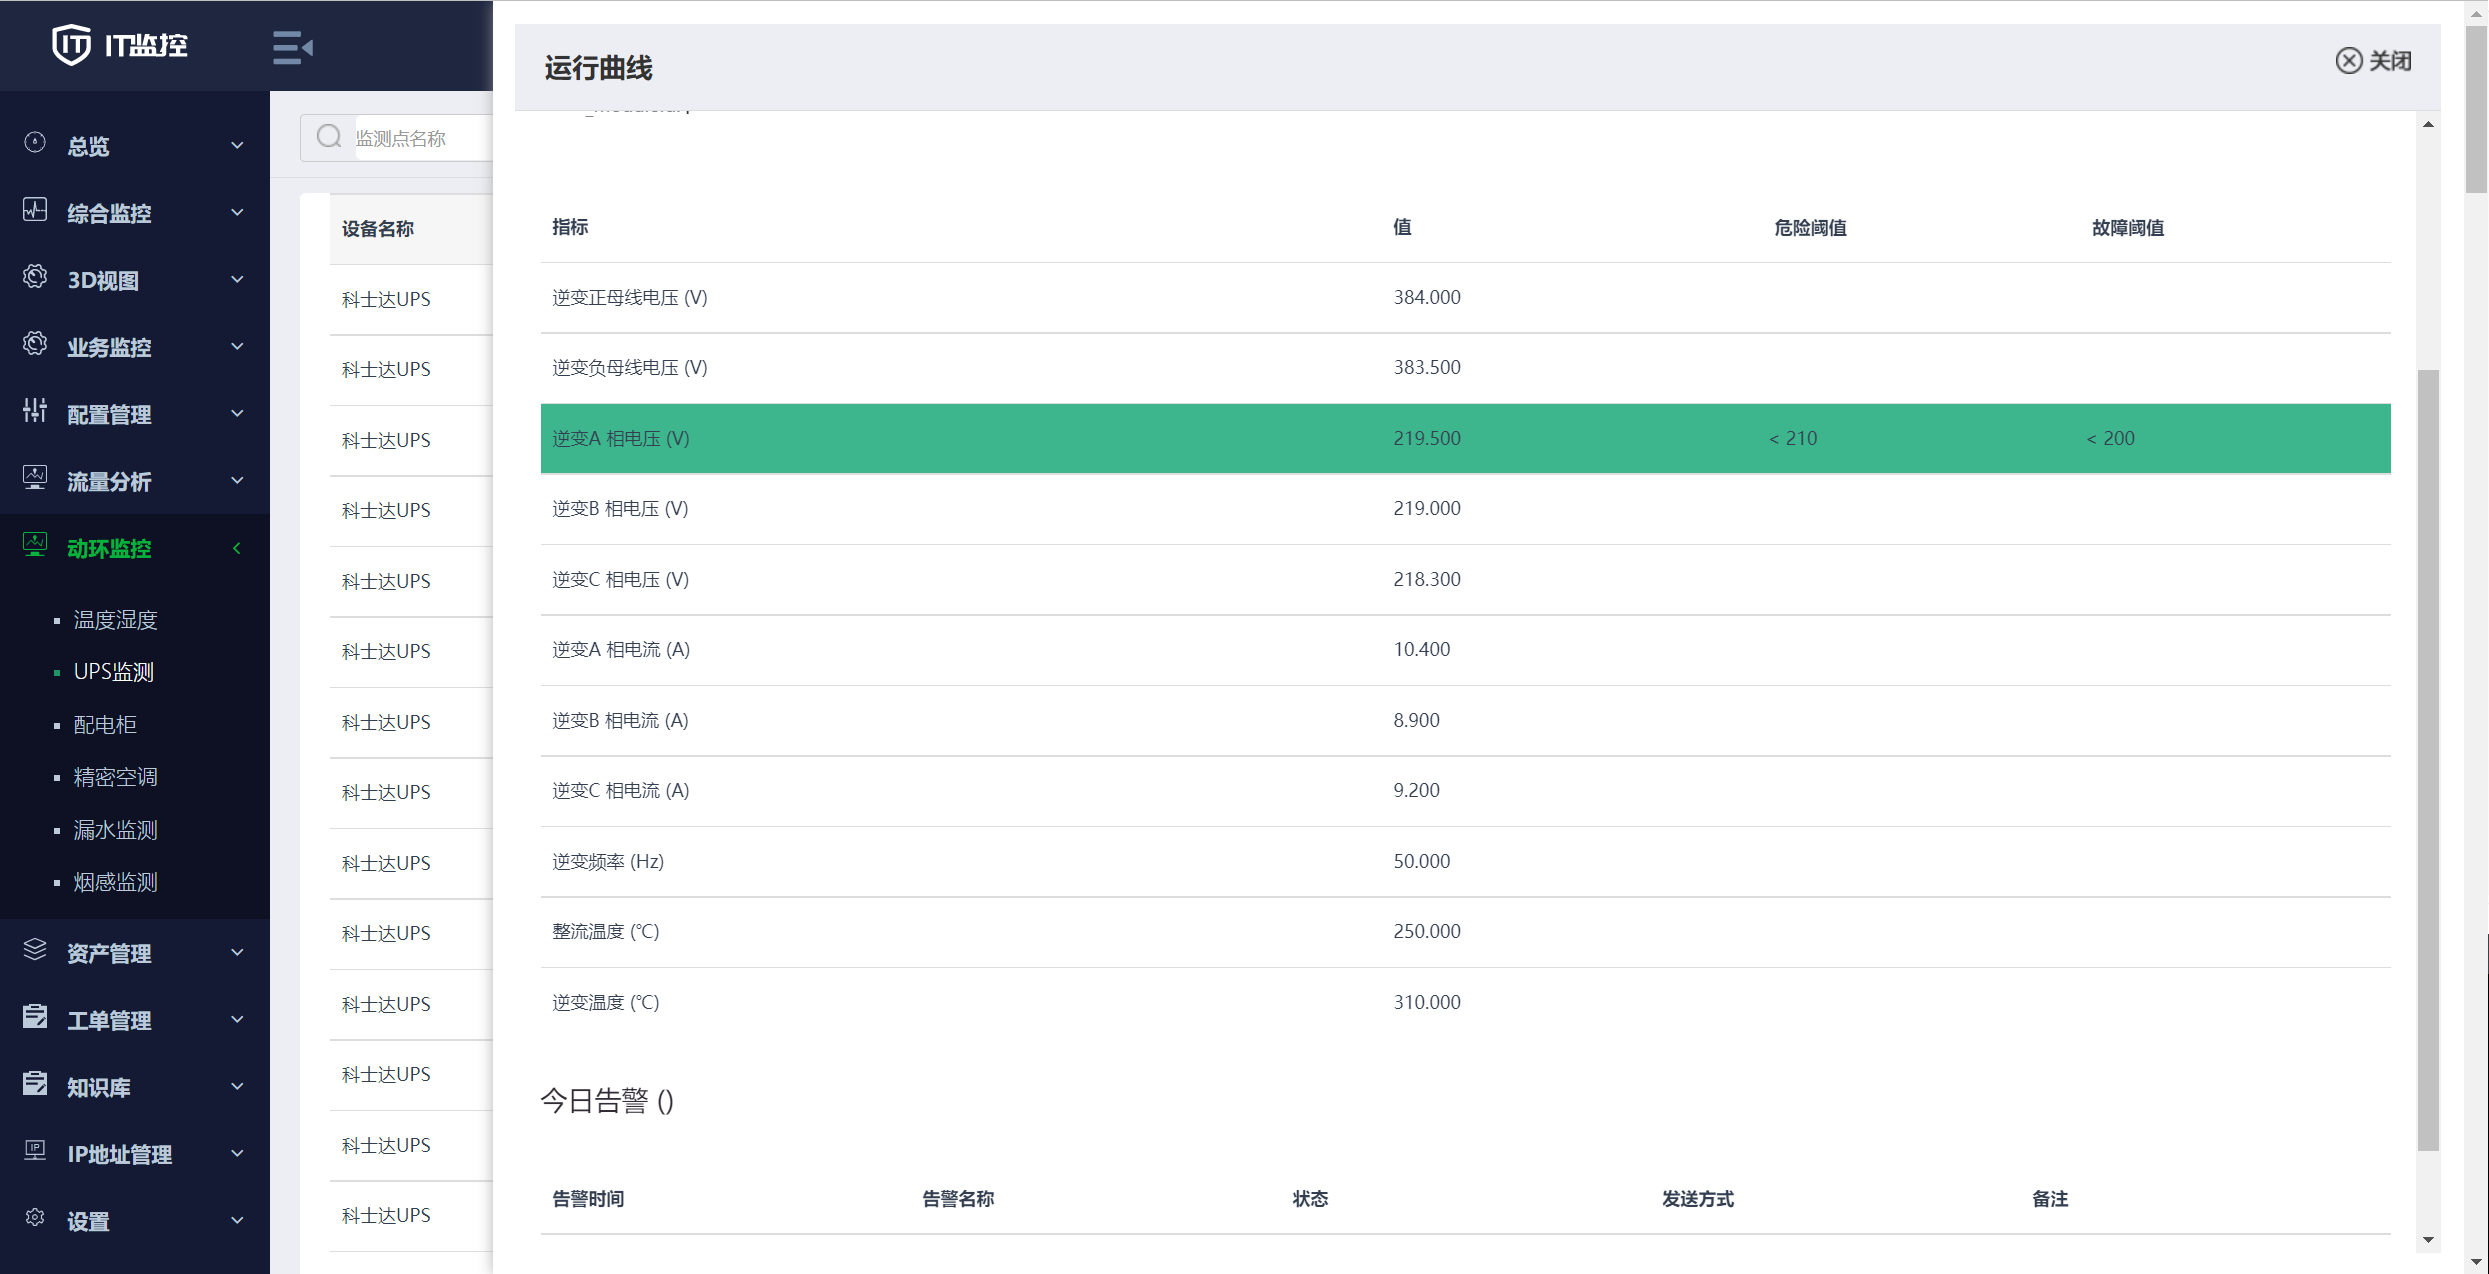 IT监控
总览
综合监控
3D视图
业务监控
配置管理
流量分析
动环监控
温度湿度
UPS监测
配电柜
精密空调
漏水监测
烟感监测
资产管理
工单管理
知识库
IP地址管理
设置
监测点名称
设备名称
科士达UPS
科士达UPS
科士达UPS
科士达UPS
科士达UPS
科士达UPS
科士达UPS
科士达UPS
科士达UPS
科士达UPS
科士达UPS
科士达UPS
科士达UPS
科士达UPS
运行曲线 关闭
指标 值 危险阈值 故障阈值
逆变正母线电压 (V) 384.000
逆变负母线电压 (V) 383.500
逆变A 相电压 (V) 219.500 < 210 < 200
逆变B 相电压 (V) 219.000
逆变C 相电压 (V) 218.300
逆变A 相电流 (A) 10.400
逆变B 相电流 (A) 8.900
逆变C 相电流 (A) 9.200
逆变频率 (Hz) 50.000
整流温度 (℃) 250.000
逆变温度 (℃) 310.000
今日告警 ()
告警时间 告警名称 状态 发送方式 备注